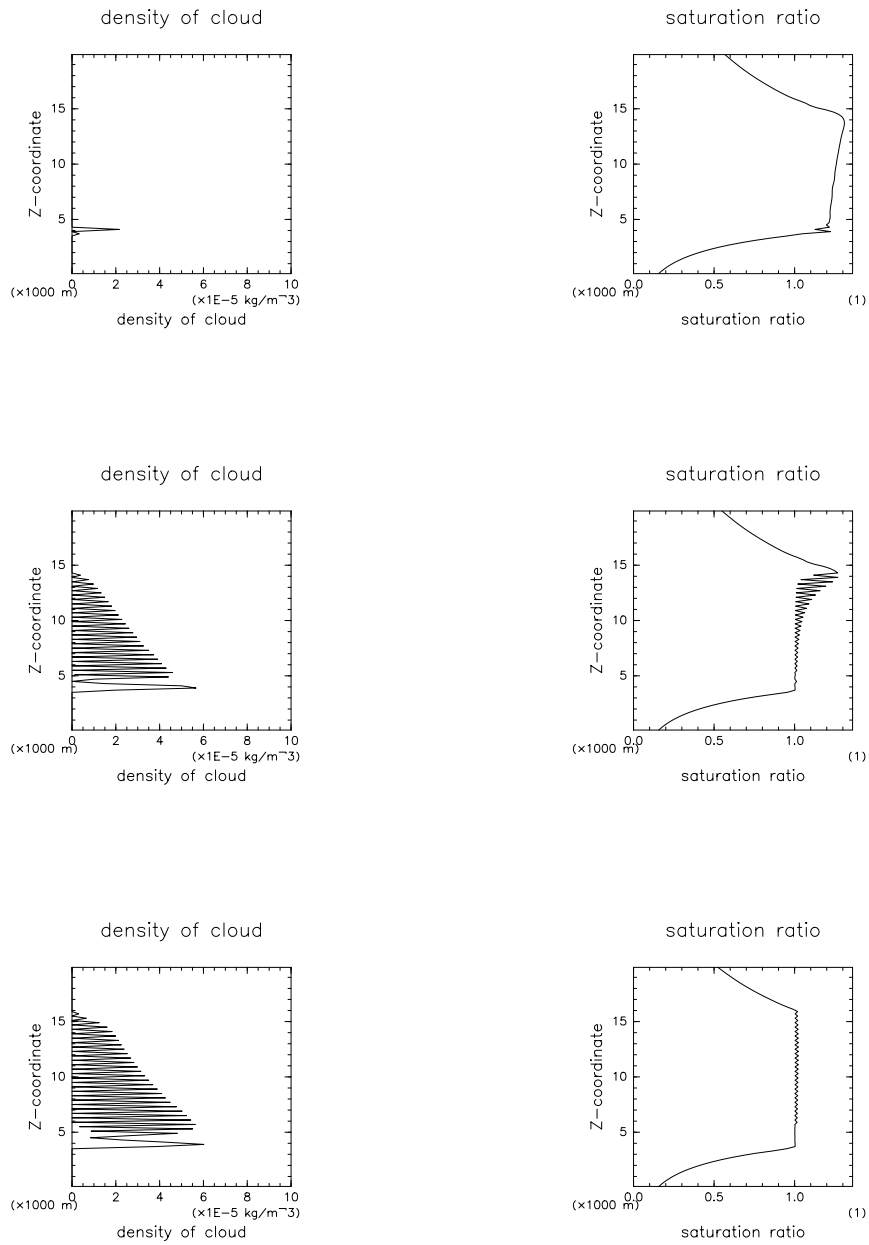 density of cloud
saturation ratio
Z−coordinate
15
10
5
0 2 4 6 8 10
(×1000 m)
(×1E−5 kg/m¯3)
density of cloud
Z−coordinate
15
10
5
0.0 0.5 1.0
(×1000 m)
(1)
saturation ratio
density of cloud
saturation ratio
Z−coordinate
15
10
5
0 2 4 6 8 10
(×1000 m)
(×1E−5 kg/m¯3)
density of cloud
Z−coordinate
15
10
5
0.0 0.5 1.0
(×1000 m)
(1)
saturation ratio
density of cloud
saturation ratio
Z−coordinate
15
10
5
0 2 4 6 8 10
(×1000 m)
(×1E−5 kg/m¯3)
density of cloud
Z−coordinate
15
10
5
0.0 0.5 1.0
(×1000 m)
(1)
saturation ratio